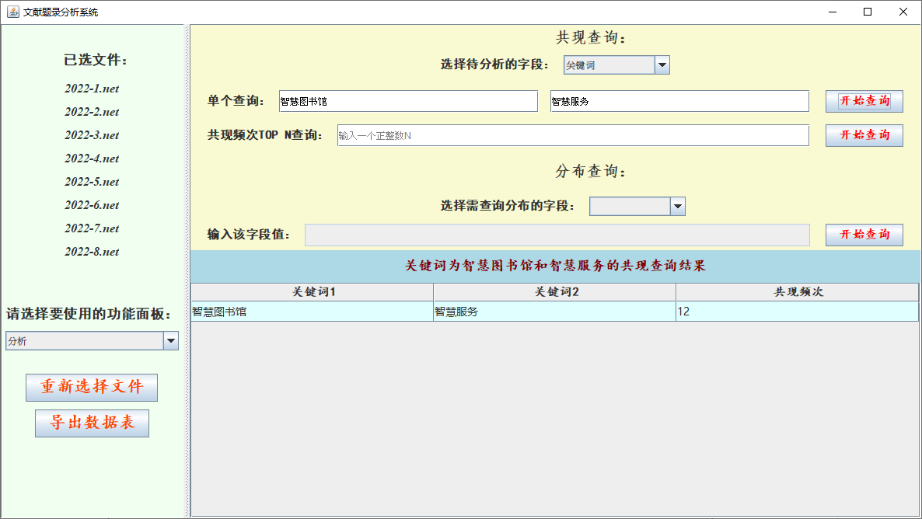 文献题录分析系统
已选文件：
2022-1.net
2022-2.net
2022-3.net
2022-4.net
2022-5.net
2022-6.net
2022-7.net
2022-8.net
请选择要使用的功能面板：
分析
重新选择文件
导出数据表
共现查询：
选择待分析的字段： 关键词
单个查询： 智慧图书馆 智慧服务 开始查询
共现频次TOP N查询： 输入一个正整数N 开始查询
分布查询：
选择需查询分布的字段：
输入该字段值： 开始查询
关键词为智慧图书馆和智慧服务的共现查询结果
关键词1 关键词2 共现频次
智慧图书馆 智慧服务 12